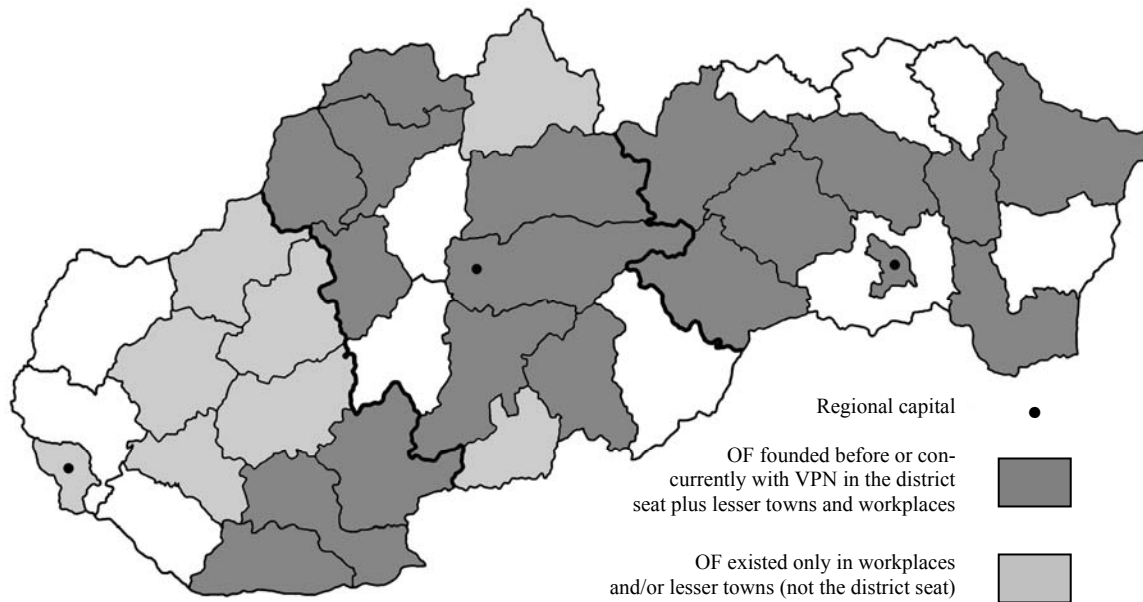 Regional capital
OF founded before or con-
currently with VPN in the district
seat plus lesser towns and workplaces
OF existed only in workplaces
and/or lesser towns (not the district seat)